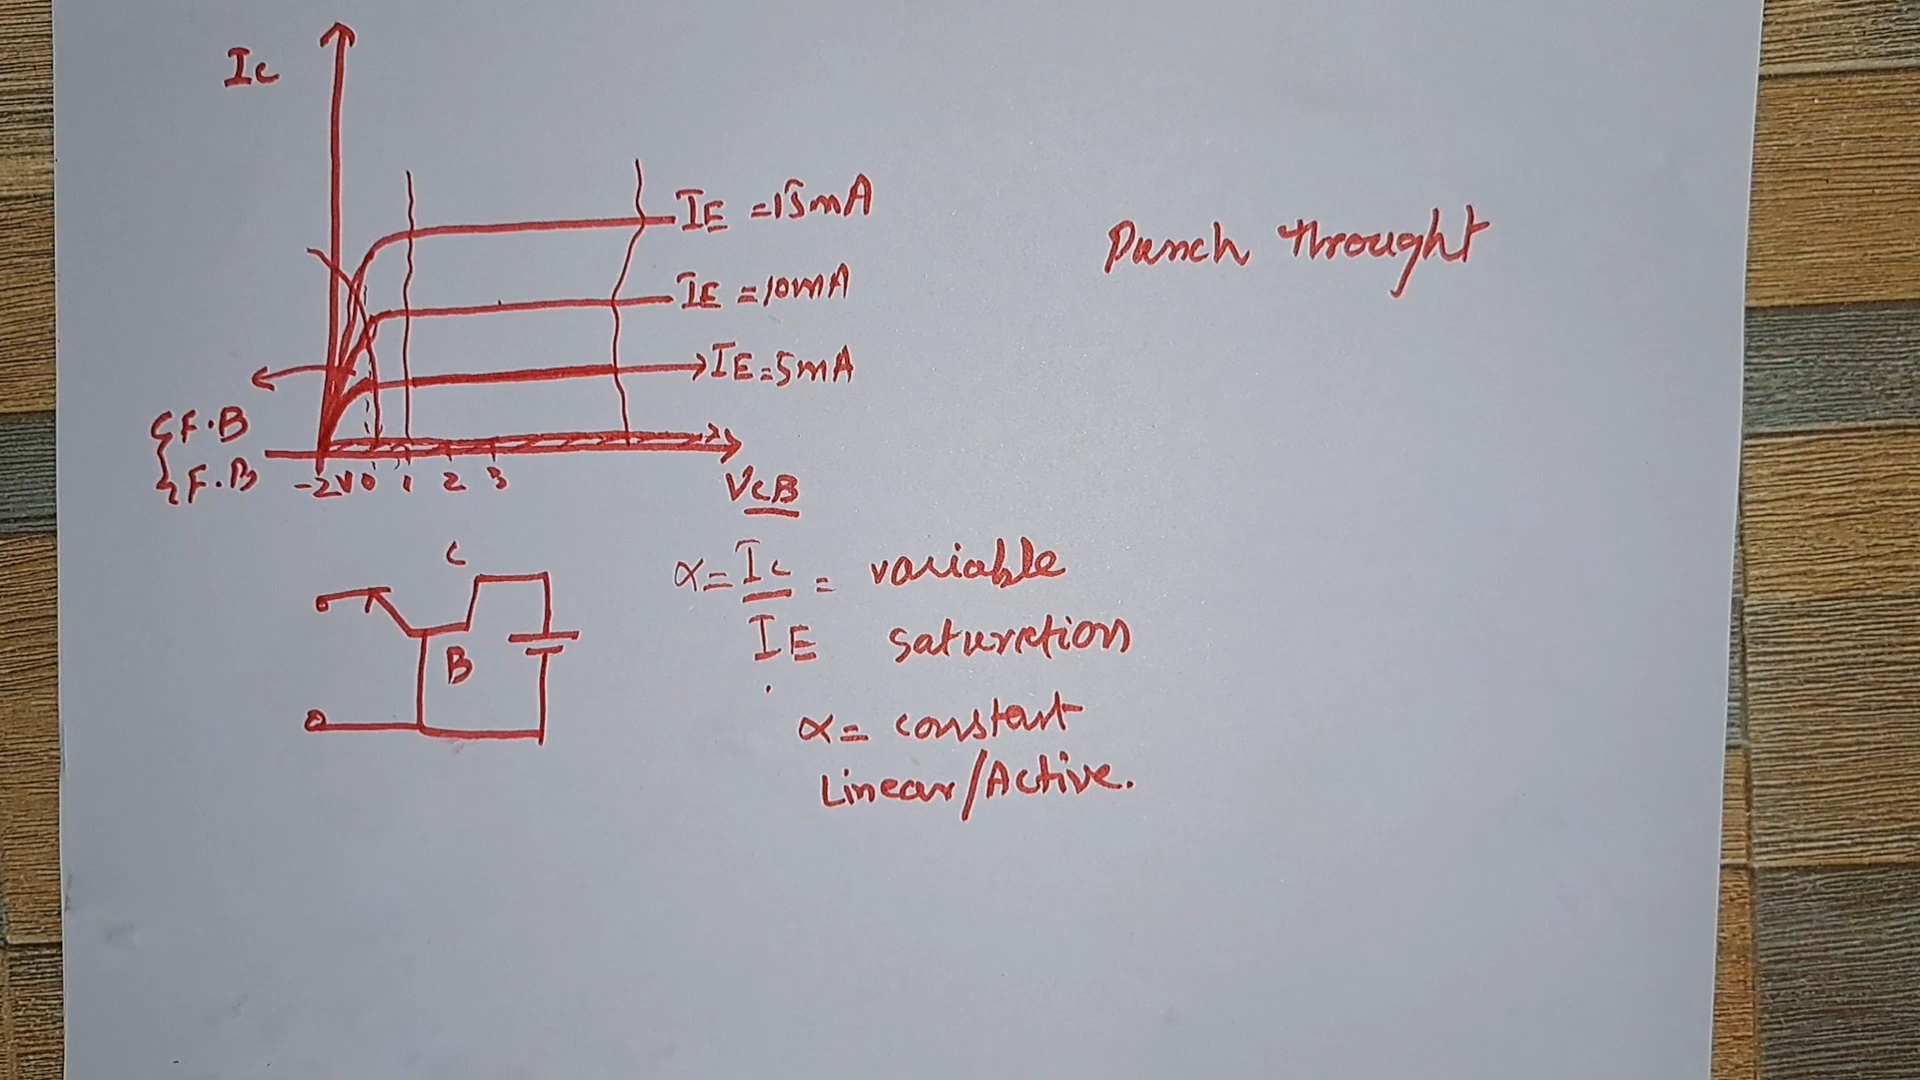 Ic
IE =15mA
IE =10mA
IE=5mA
Punch throught
{F.B
{F.B
-2V 0 1 2 3
VCB
C
B
α=Ic/IE = variable
saturation
α= constant
Linear/Active.